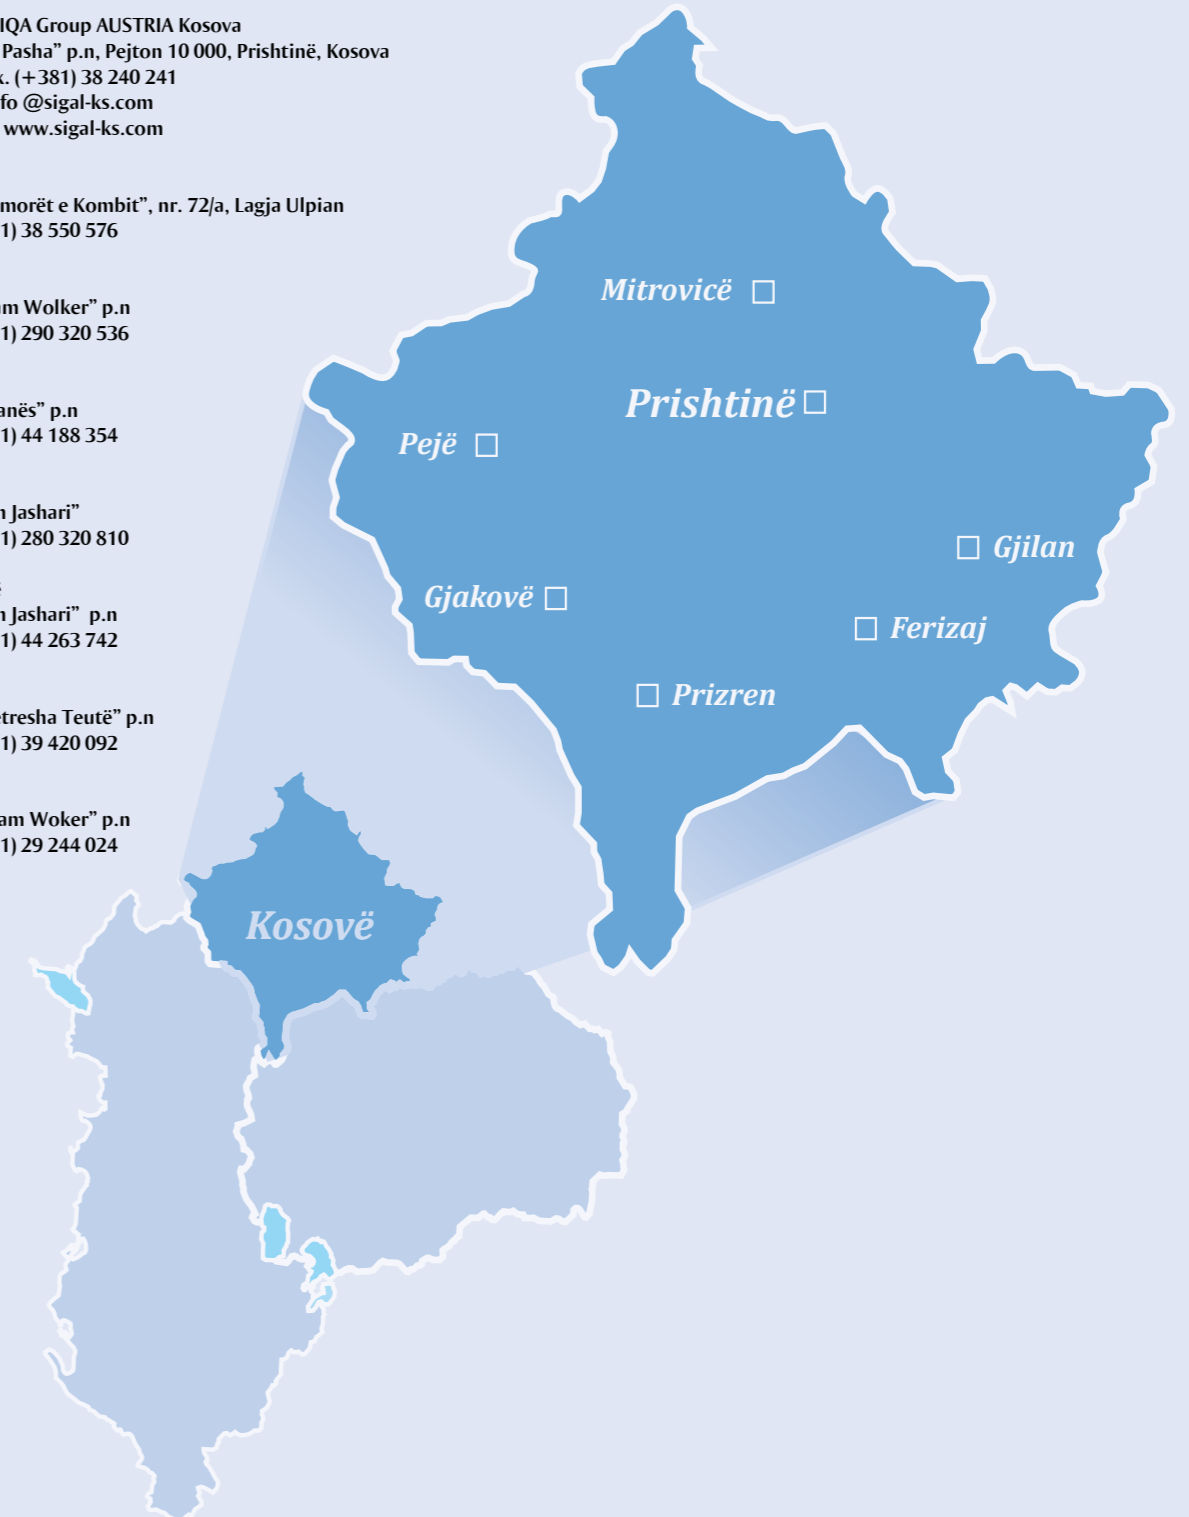 IQA Group AUSTRIA Kosova
Pasha” p.n, Pejton 10 000, Prishtinë, Kosova
x. (+381) 38 240 241
fo @sigal-ks.com
www.sigal-ks.com
morët e Kombit”, nr. 72/a, Lagja Ulpian
1) 38 550 576
am Wolker” p.n
1) 290 320 536
anës” p.n
1) 44 188 354
n Jashari”
1) 280 320 810
n Jashari” p.n
1) 44 263 742
etresha Teutë” p.n
1) 39 420 092
am Woker” p.n
1) 29 244 024
Mitrovicë
Prishtinë
Pejë
Gjilan
Gjakovë
Ferizaj
Prizren
Kosovë